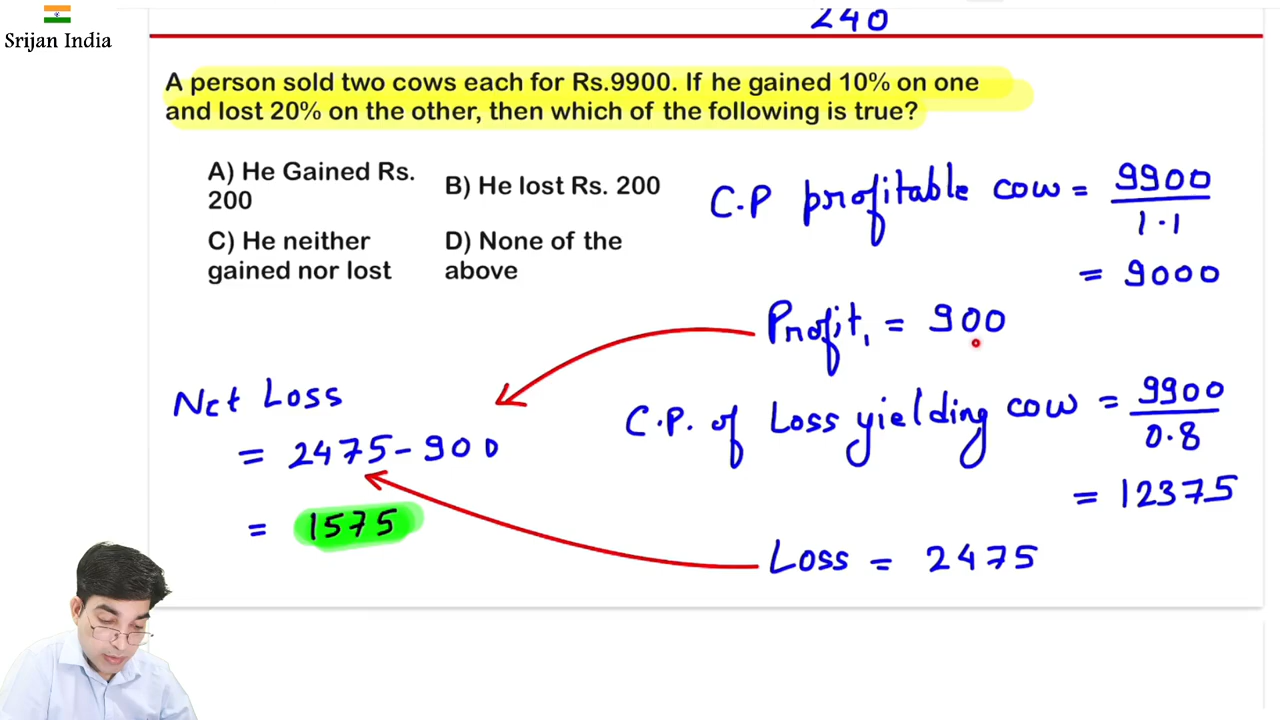 Srijan India
240
A person sold two cows each for Rs.9900. If he gained 10% on one
and lost 20% on the other, then which of the following is true?
A) He Gained Rs.
200
B) He lost Rs. 200
C) He neither
gained nor lost
D) None of the
above
C.P profitable cow = 9900
1.1
= 9000
Profit, = 900
C.P. of Loss yielding cow = 9900
0.8
= 12375
Loss = 2475
Net Loss
= 2475-900
= 1575